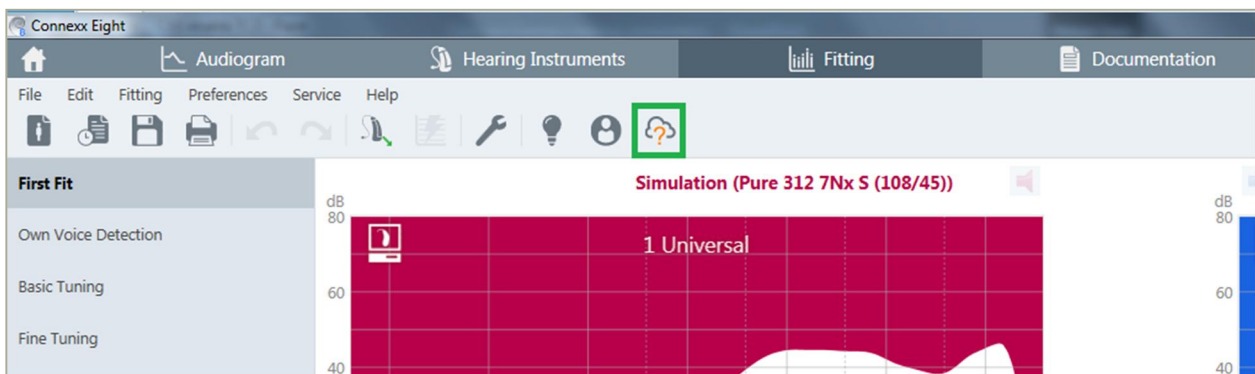 Connexx Eight
Audiogram Hearing Instruments Fitting Documentation
File Edit Fitting Preferences Service Help
First Fit
Own Voice Detection
Basic Tuning
Fine Tuning
Simulation (Pure 312 7Nx S (108/45))
dB
80
1 Universal
60
40
dB
80
60
40